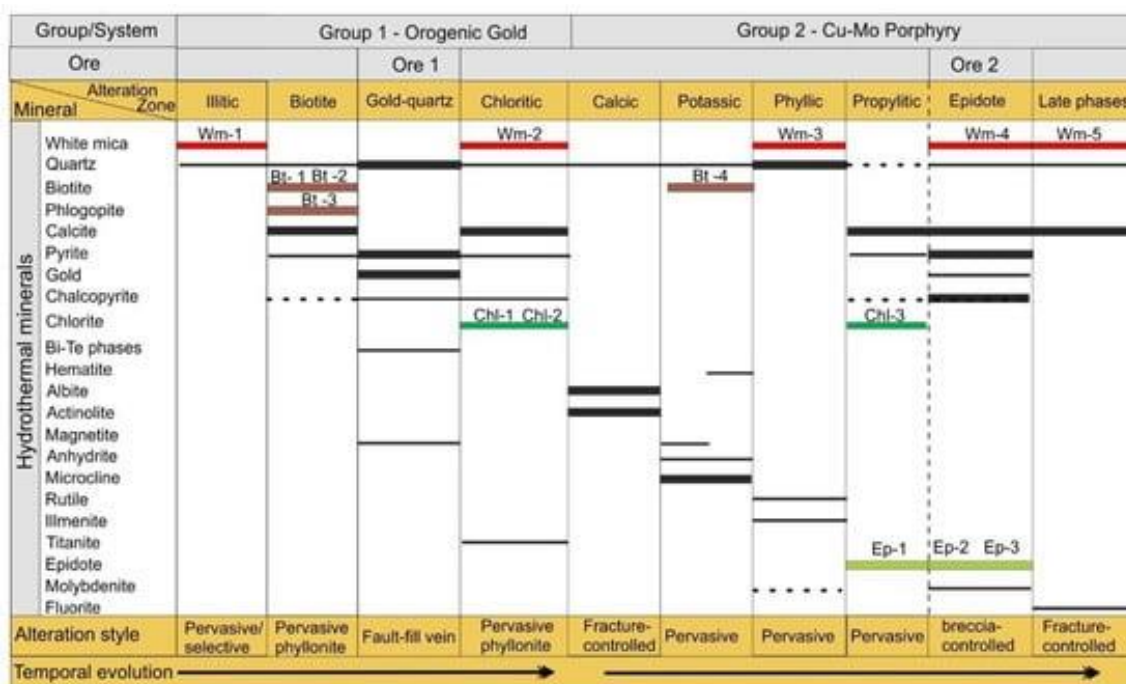 Group/System Group 1 - Orogenic Gold Group 2 - Cu-Mo Porphyry
Ore Ore 1 Ore 2
Alteration Zone
Mineral
Illitic Biotite Gold-quartz Chloritic Calcic Potassic Phyllic Propylitic Epidote Late phases
Hydrothermal minerals
White mica Wm-1 Wm-2 Wm-3 Wm-4 Wm-5
Quartz
Biotite Bt- 1 Bt -2 Bt -4
Phlogopite Bt -3
Calcite
Pyrite
Gold
Chalcopyrite
Chlorite Chl-1 Chl-2 Chl-3
Bi-Te phases
Hematite
Albite
Actinolite
Magnetite
Anhydrite
Microcline
Rutile
Illmenite
Titanite
Epidote Ep-1 Ep-2 Ep-3
Molybdenite
Fluorite
Alteration style
Pervasive/
selective
Pervasive
phyllonite
Fault-fill vein
Pervasive
phyllonite
Fracture-
controlled
Pervasive
Pervasive
Pervasive
breccia-
controlled
Fracture-
controlled
Temporal evolution